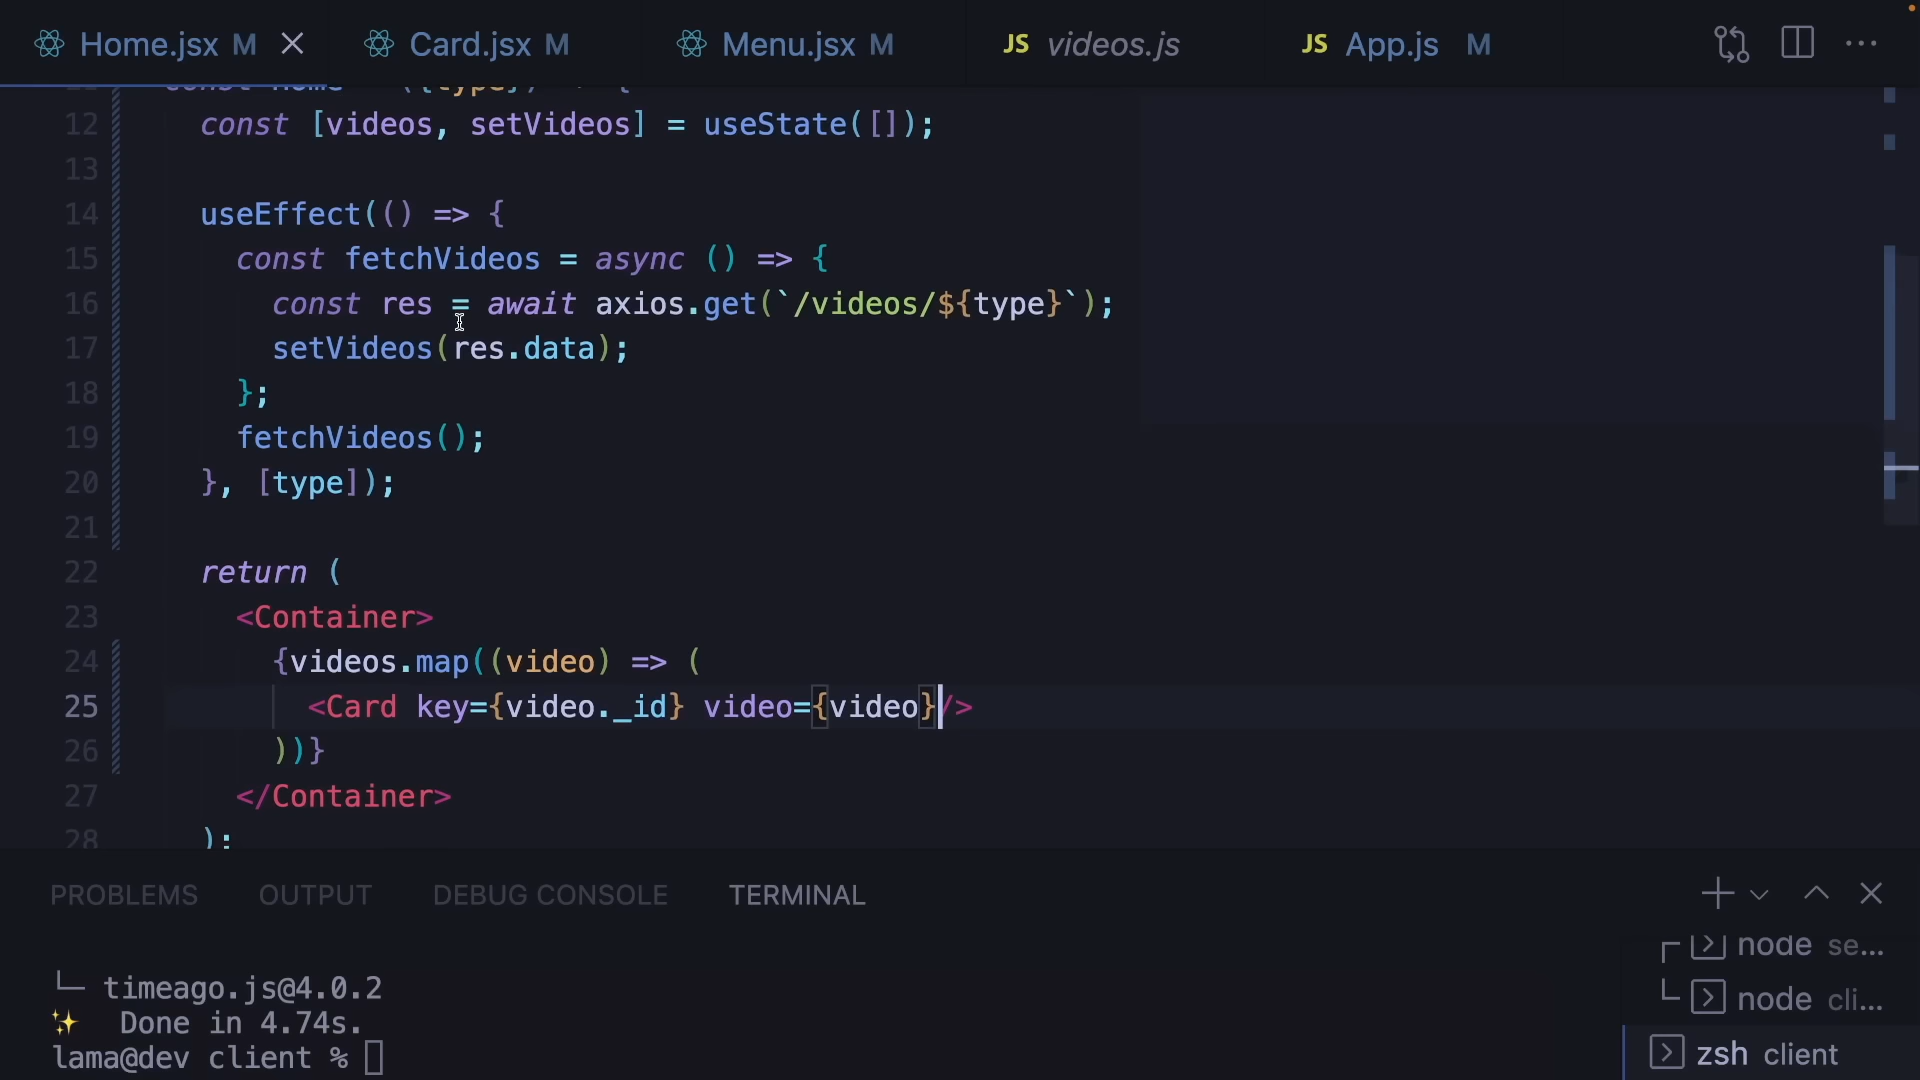 Home.jsx M Card.jsx M Menu.jsx M JS videos.js JS App.js M
12 const [videos, setVideos] = useState([]);
13
14 useEffect(() => {
15 const fetchVideos = async () => {
16 const res = await axios.get(`/videos/${type}`);
17 setVideos(res.data);
18 };
19 fetchVideos();
20 }, [type]);
21
22 return (
23 <Container>
24 {videos.map((video) => (
25 <Card key={video._id} video={video}/>
26 ))}
27 </Container>
28 );
PROBLEMS OUTPUT DEBUG CONSOLE TERMINAL
└─ timeago.js@4.0.2
✨ Done in 4.74s.
lama@dev client %
node se...
node cli...
zsh client